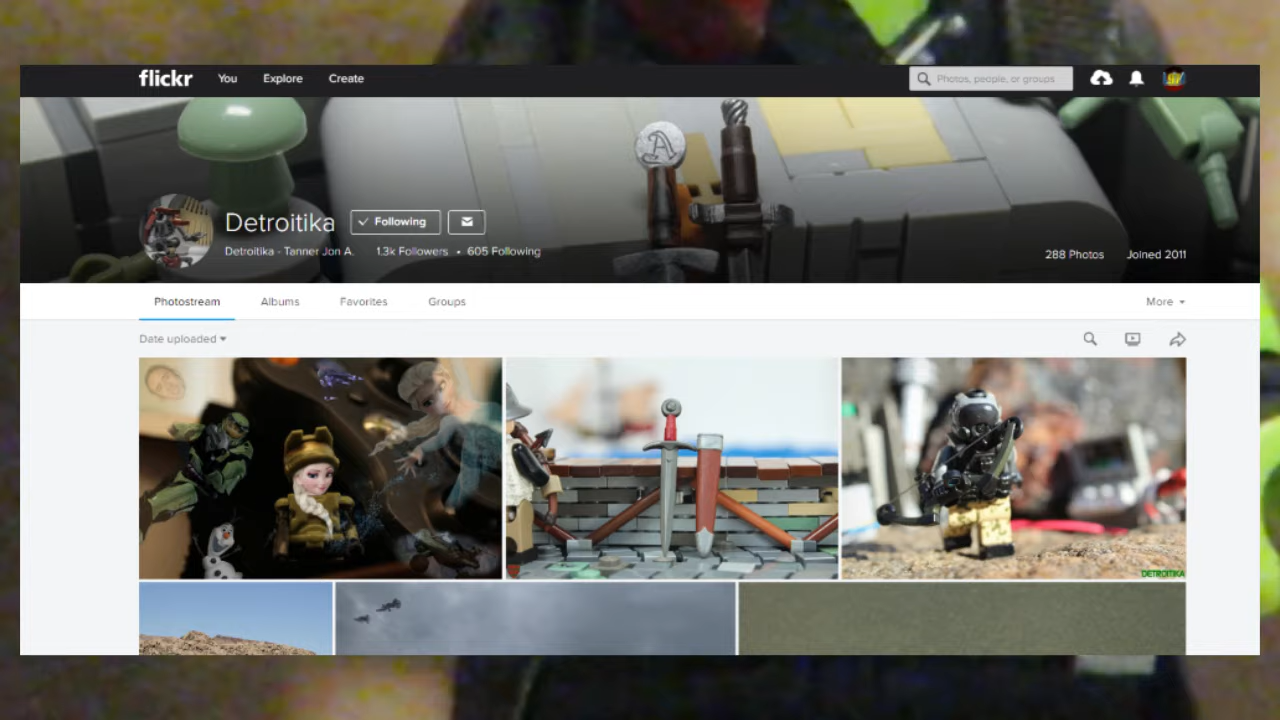 flickr You Explore Create Photos, people, or groups
Detroitika Following
Detroitika - Tanner Jon A. 1.3k Followers • 605 Following 288 Photos Joined 2011
Photostream Albums Favorites Groups More
Date uploaded
A
DETROITIKA